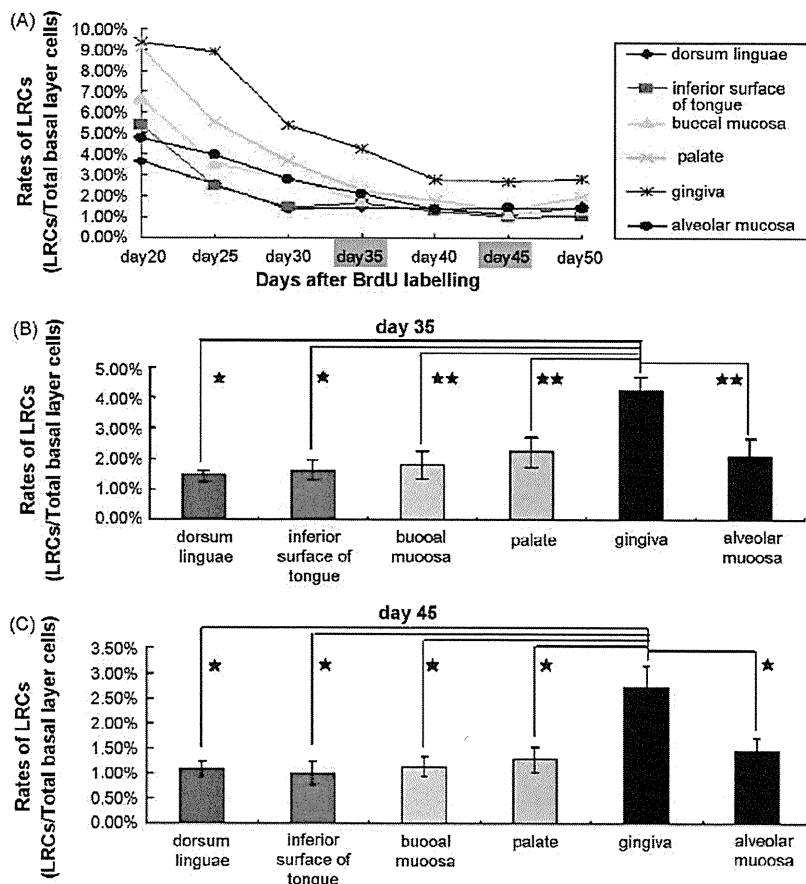 (A)
Rates of LRCs
(LRCs/Total basal layer cells)
10.00%
9.00%
8.00%
7.00%
6.00%
5.00%
4.00%
3.00%
2.00%
1.00%
0.00%
day20 day25 day30 day35 day40 day45 day50
Days after BrdU labelling
dorsum linguae
inferior surface
of tongue
buccal mucosa
palate
gingiva
alveolar mucosa
(B)
day 35
Rates of LRCs
(LRCs/Total basal layer cells)
5.00%
4.00%
3.00%
2.00%
1.00%
0.00%
★ ★ ★★ ★★ ★★
dorsum
linguae
inferior
surface of
tongue
buooal
muoosa
palate
gingiva
alveolar
muoosa
(C)
day 45
Rates of LRCs
(LRCs/Total basal layer cells)
3.50%
3.00%
2.50%
2.00%
1.50%
1.00%
0.50%
0.00%
★ ★ ★ ★ ★
dorsum
linguae
inferior
surface of
tongue
buooal
muoosa
palate
gingiva
alveolar
muoosa